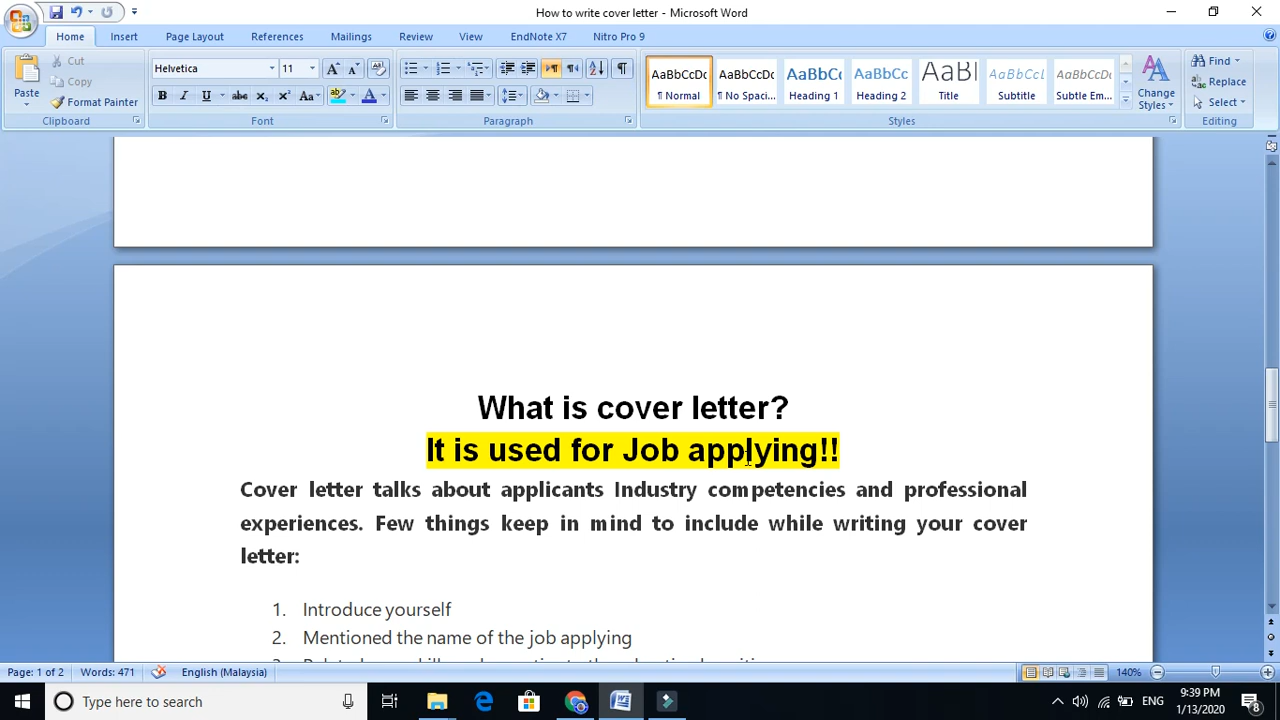 How to write cover letter - Microsoft Word
Home Insert Page Layout References Mailings Review View EndNote X7 Nitro Pro 9
Paste
Cut
Copy
Format Painter
Clipboard
Helvetica 11
Font
Paragraph
AaBbCcDc AaBbCcD. AaBbC AaBbCc AaBl AaBbCcl AaBbCcDc
¶ Normal ¶ No Spaci... Heading 1 Heading 2 Title Subtitle Subtle Em...
Change Styles
Styles
Find
Replace
Select
Editing
What is cover letter?
It is used for Job applying!!
Cover letter talks about applicants Industry competencies and professional
experiences. Few things keep in mind to include while writing your cover
letter:
1. Introduce yourself
2. Mentioned the name of the job applying
Page: 1 of 2 Words: 471 English (Malaysia) 140%
Type here to search
ENG
9:39 PM
1/13/2020
8